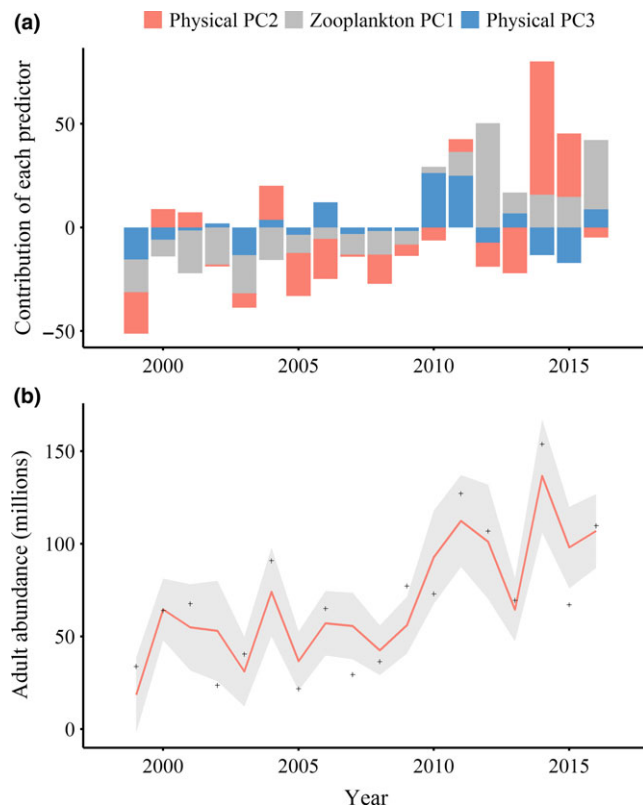 (a)
Physical PC2 Zooplankton PC1 Physical PC3
Contribution of each predictor
50
0
−50
2000 2005 2010 2015
(b)
Adult abundance (millions)
150
100
50
0
2000 2005 2010 2015
Year